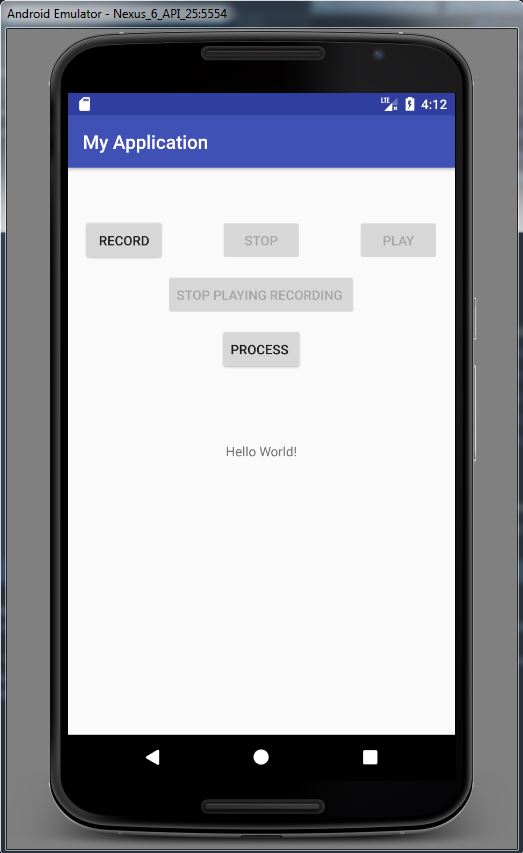 Android Emulator - Nexus_6_API_25:5554
LTE 4:12
My Application
RECORD STOP PLAY
STOP PLAYING RECORDING
PROCESS
Hello World!